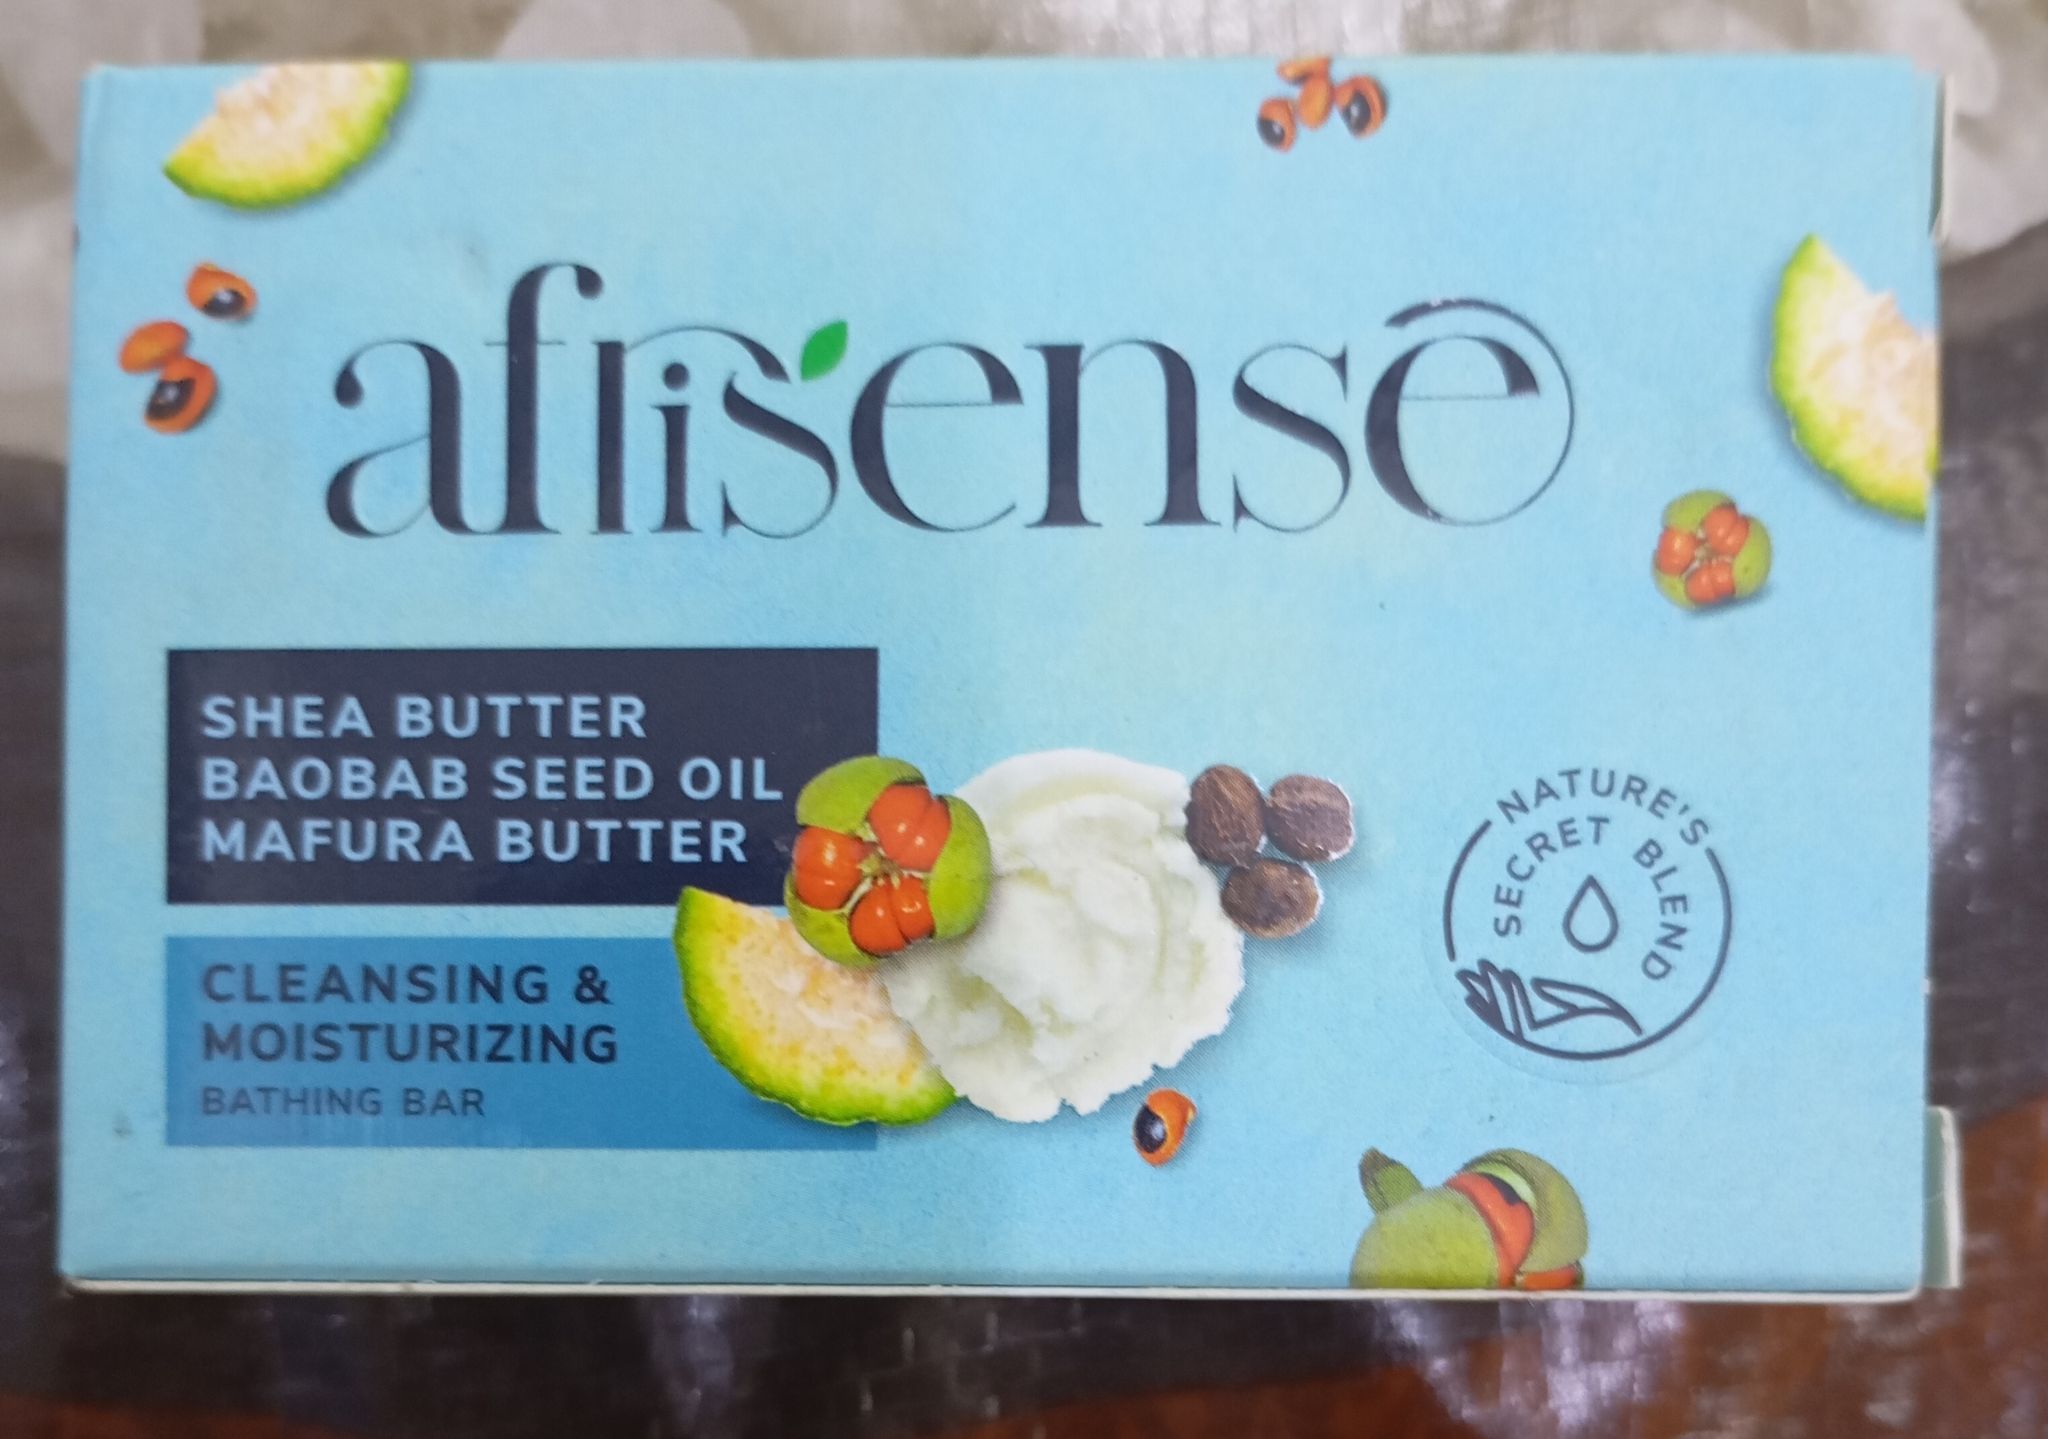 afrisense
SHEA BUTTER
BAOBAB SEED OIL
MAFURA BUTTER
CLEANSING &
MOISTURIZING
BATHING BAR
NATURE'S
SECRET BLEND